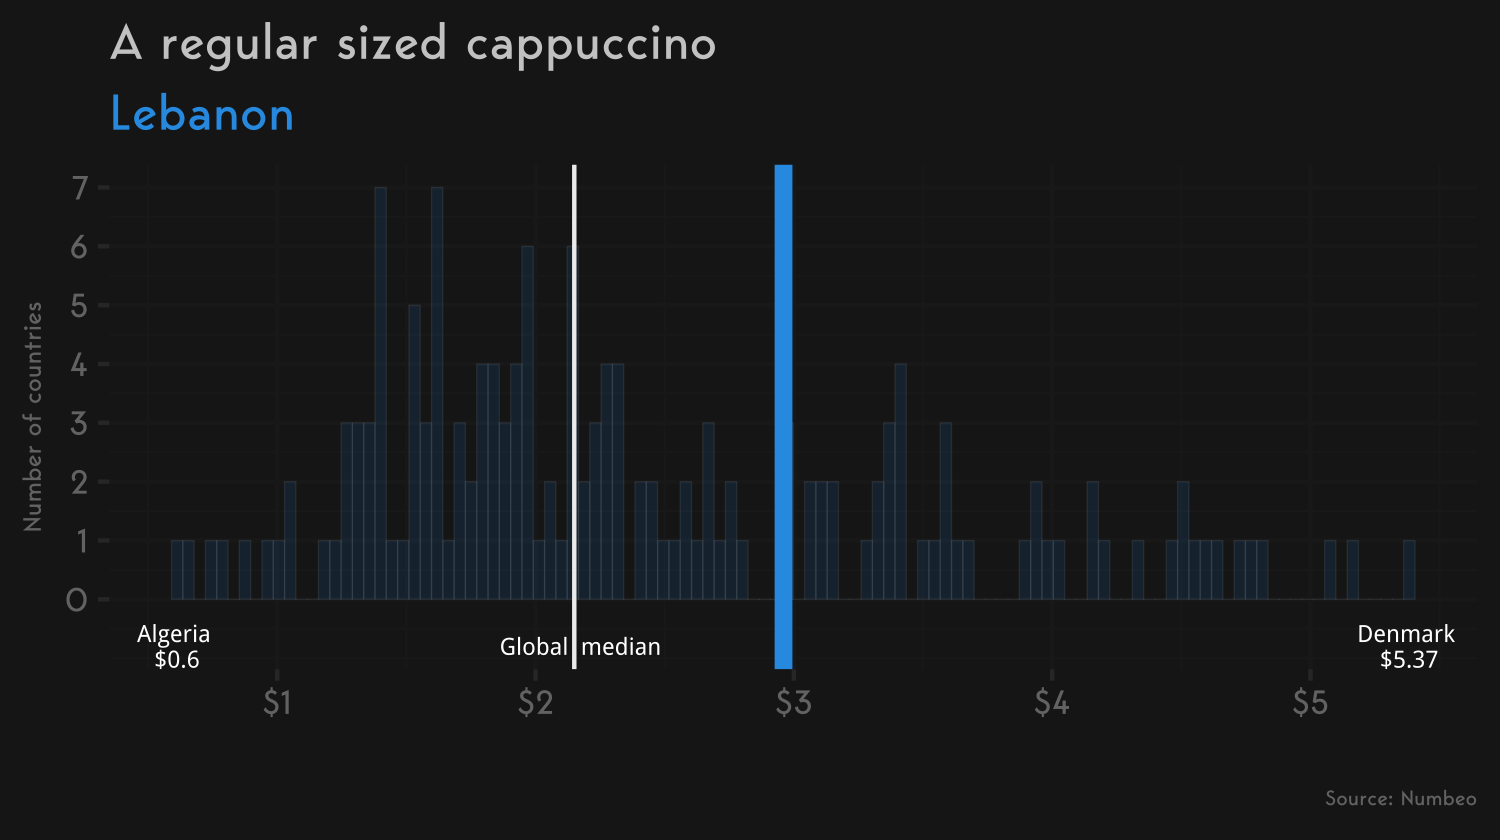 A regular sized cappuccino
Lebanon
Number of countries
7
6
5
4
3
2
1
0
Algeria
$0.6
Global median
Denmark
$5.37
$1
$2
$3
$4
$5
Source: Numbeo